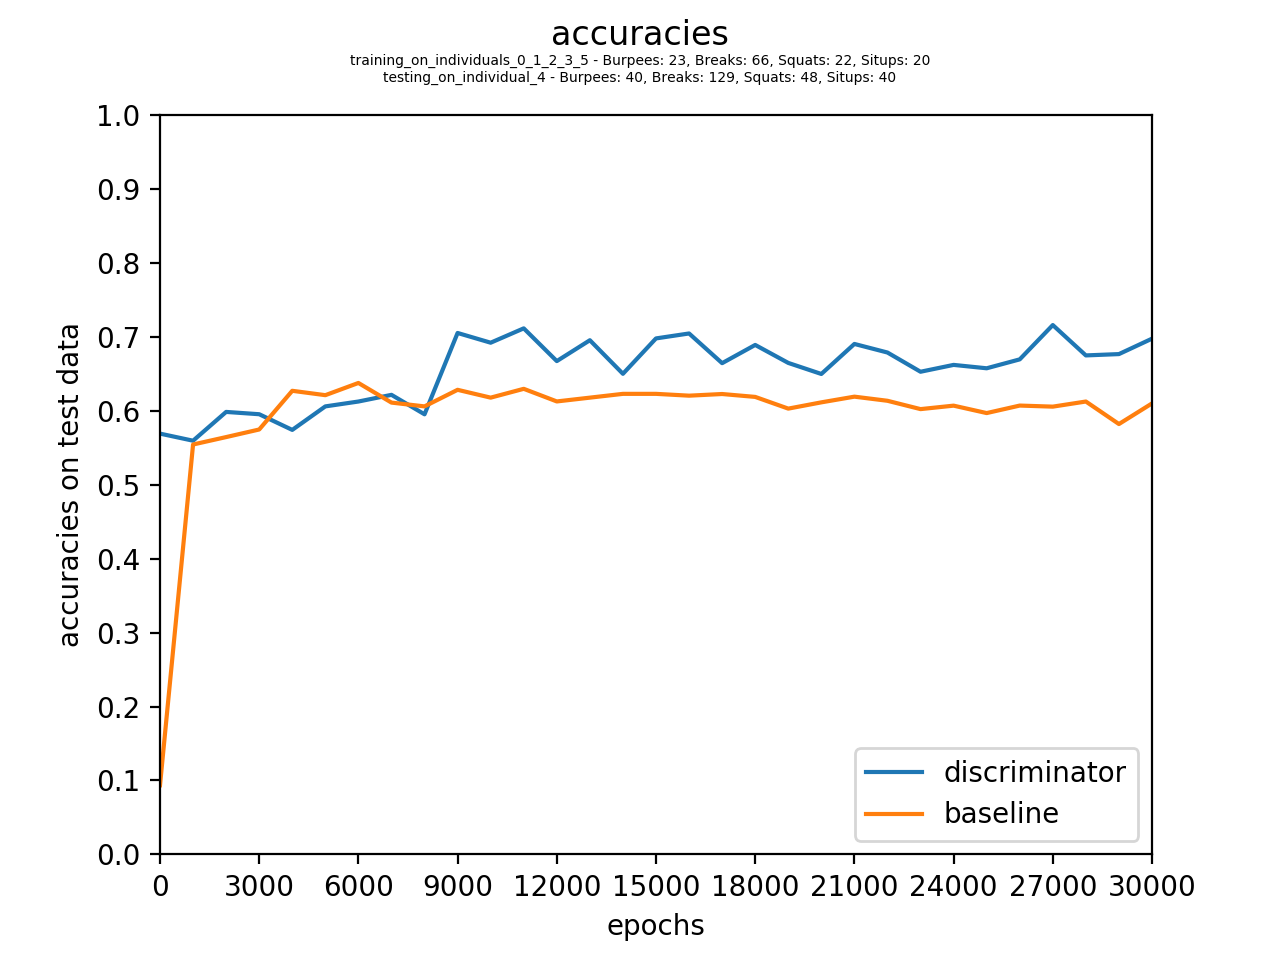 accuracies
training_on_individuals_0_1_2_3_5 - Burpees: 23, Breaks: 66, Squats: 22, Situps: 20
testing_on_individual_4 - Burpees: 40, Breaks: 129, Squats: 48, Situps: 40
1.0
0.9
0.8
0.7
0.6
0.5
0.4
0.3
0.2
0.1
0.0
accuracies on test data
discriminator
baseline
0 3000 6000 9000 12000 15000 18000 21000 24000 27000 30000
epochs